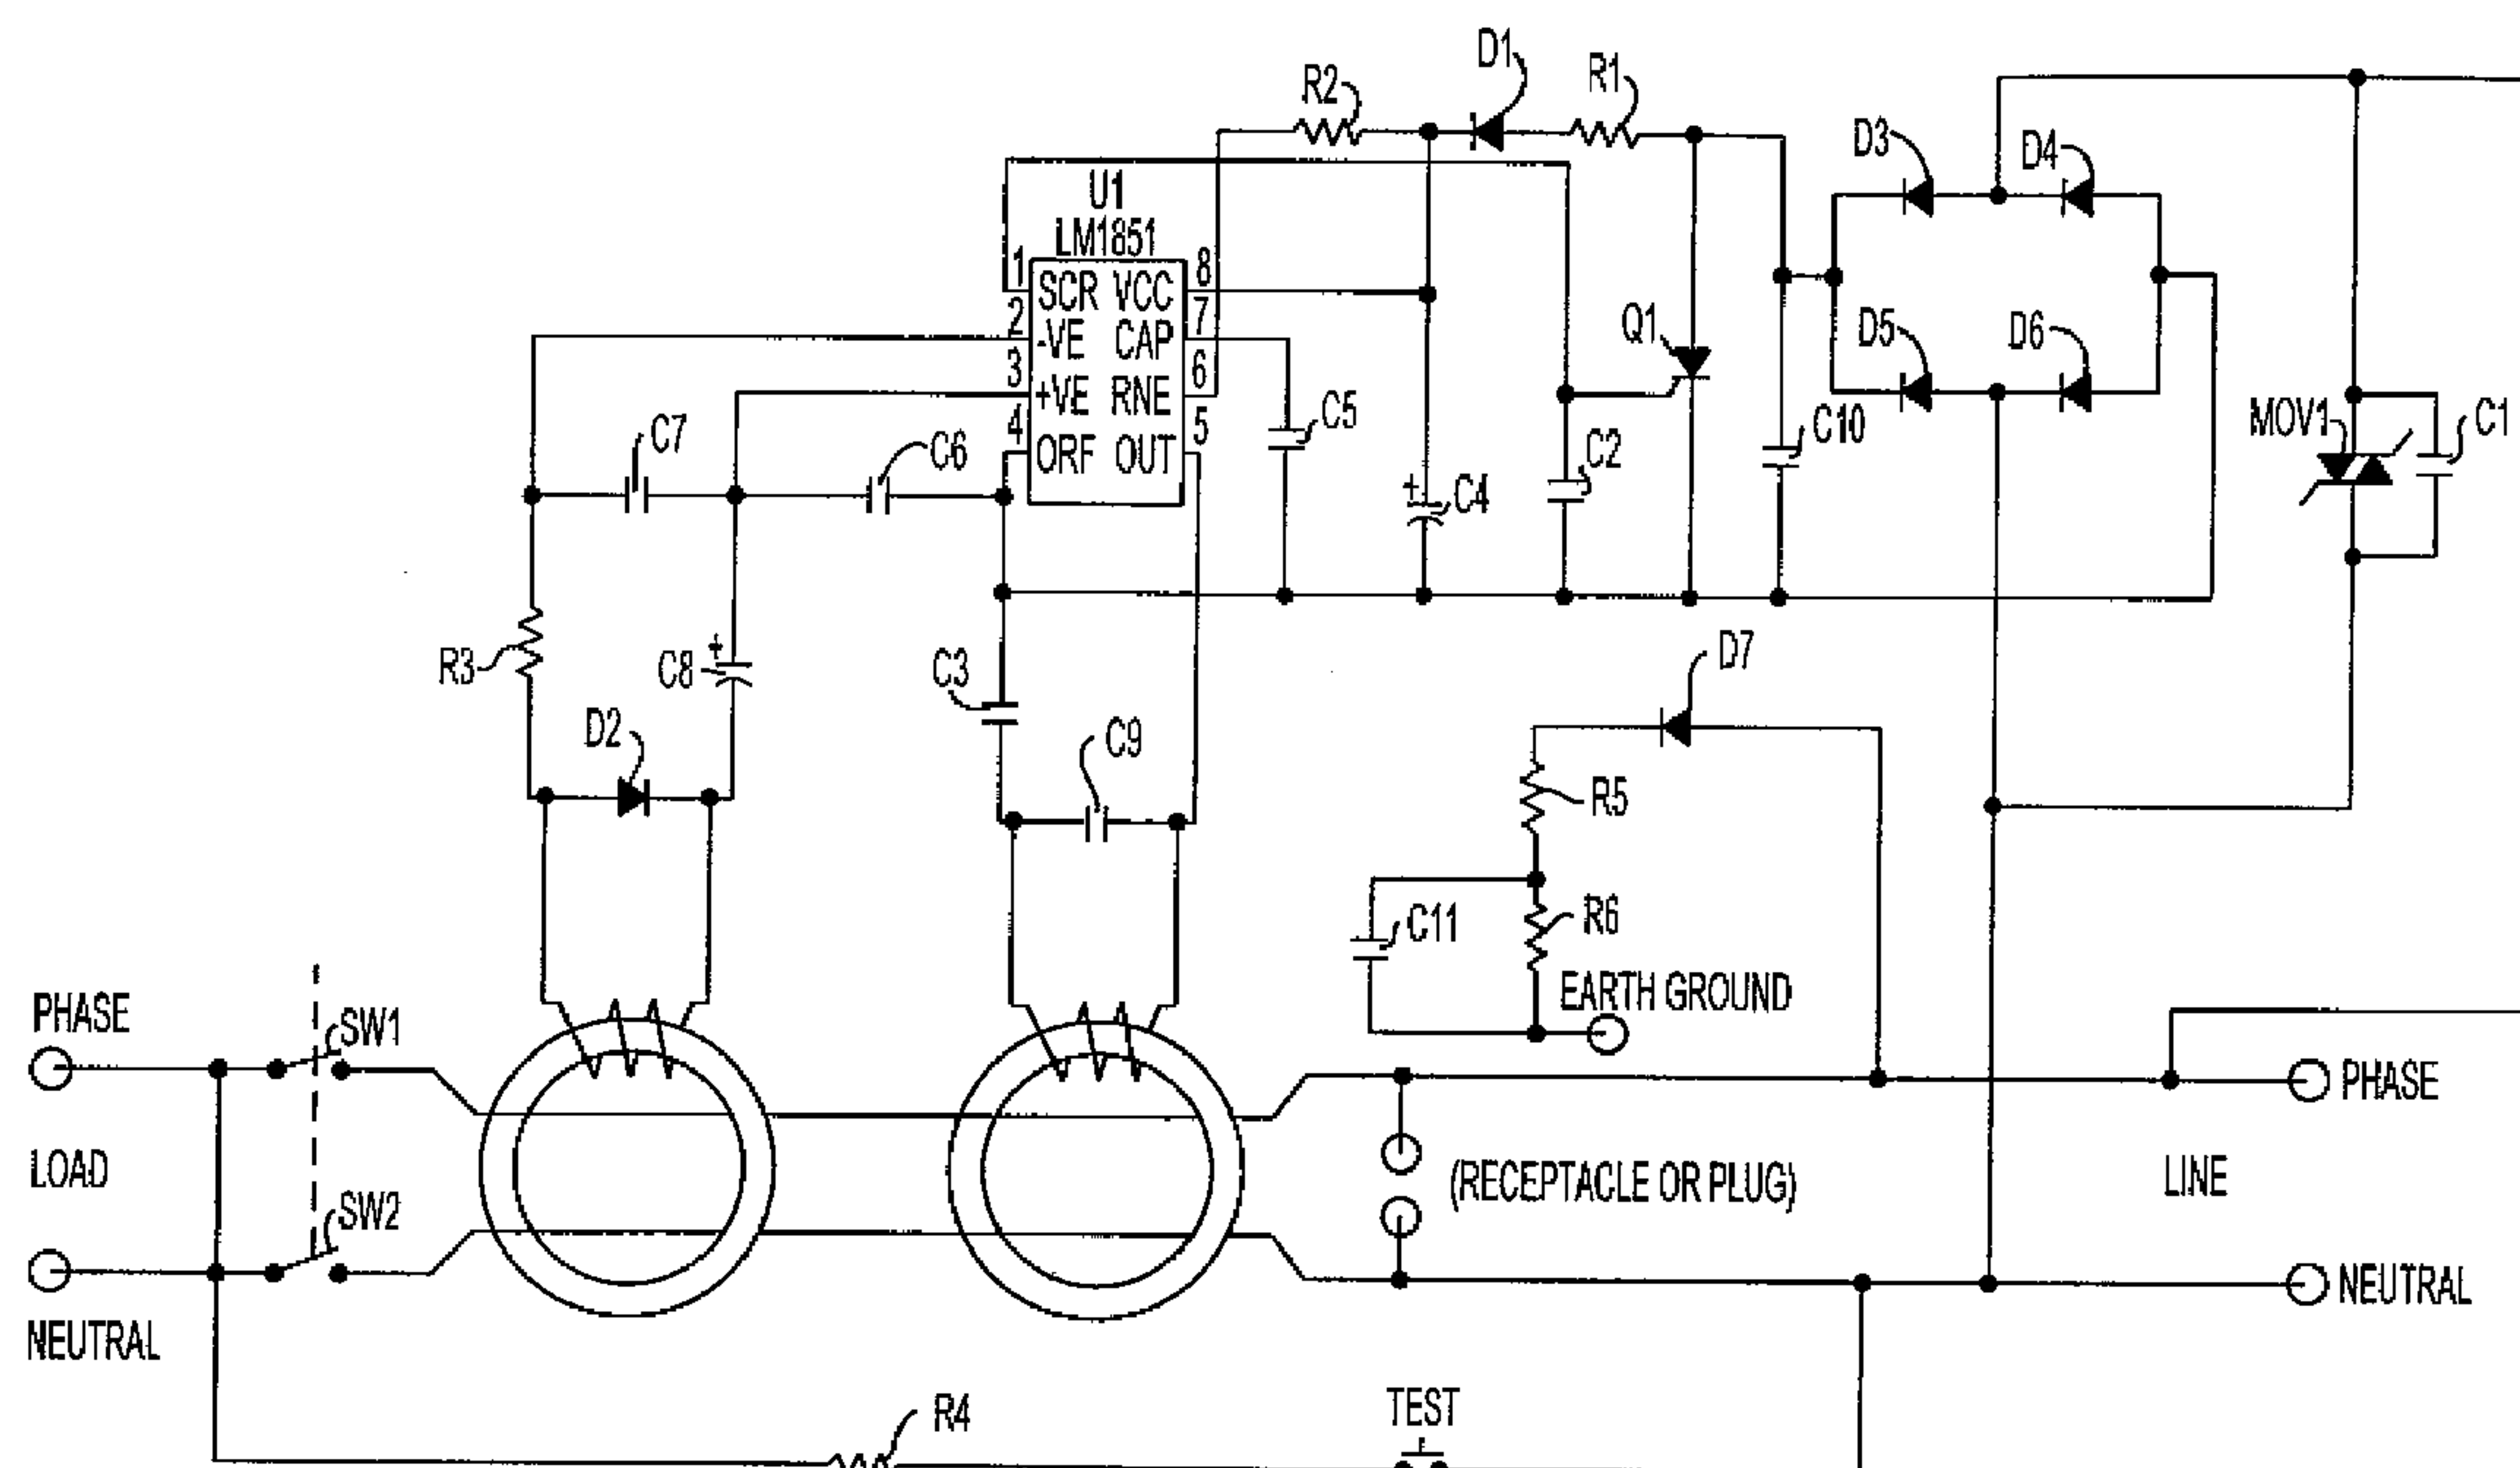 D1
R2
R1
D3
D4
U1
LM1851
1
8
SCR VCC
2
7
-VE CAP
Q1
D5
D6
3
6
+VE RNE
C5
C10
MOV1
C1
C7
C6
4
5
ORF OUT
C2
+
C4
R3
+
C8
C3
D7
D2
C9
R5
C11
R6
EARTH GROUND
PHASE
SW1
PHASE
LOAD
(RECEPTACLE OR PLUG)
LINE
SW2
NEUTRAL
NEUTRAL
R4
TEST